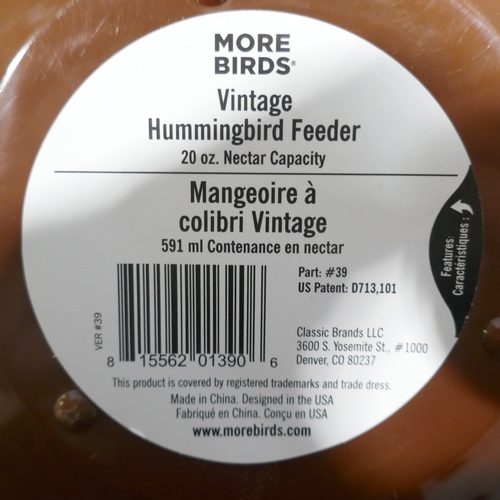 MORE
BIRDS®
Vintage
Hummingbird Feeder
20 oz. Nectar Capacity
Mangeoire à
colibri Vintage
591 ml Contenance en nectar
Features:
Caractéristiques :
Part: #39
US Patent: D713,101
VER #39
8 15562 01390 6
Classic Brands LLC
3600 S. Yosemite St., #1000
Denver, CO 80237
This product is covered by registered trademarks and trade dress.
Made in China. Designed in the USA
Fabriqué en China. Conçu en USA
www.morebirds.com